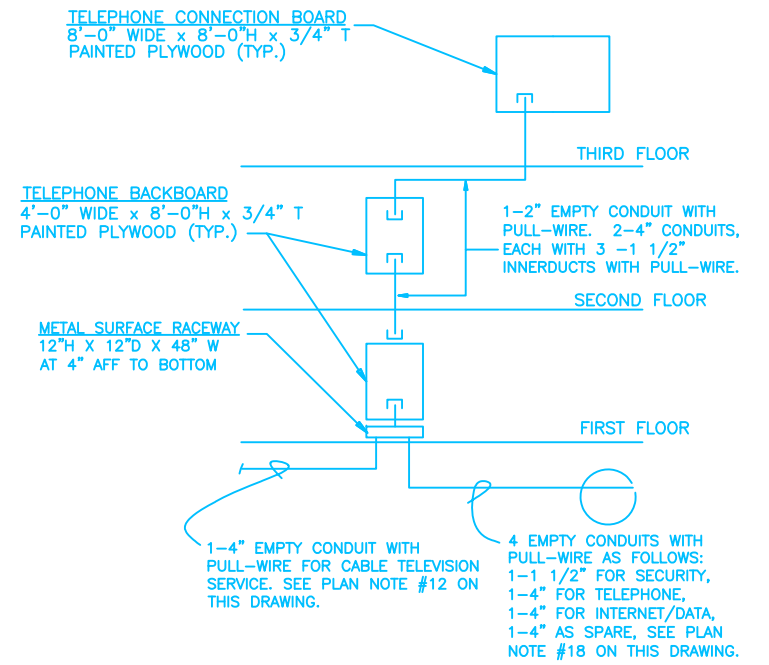 TELEPHONE CONNECTION BOARD
8'-0" WIDE x 8'-0"H x 3/4" T
PAINTED PLYWOOD (TYP.)
THIRD FLOOR
TELEPHONE BACKBOARD
4'-0" WIDE x 8'-0"H x 3/4" T
PAINTED PLYWOOD (TYP.)
1-2" EMPTY CONDUIT WITH
PULL-WIRE. 2-4" CONDUITS,
EACH WITH 3 -1 1/2"
INNERDUCTS WITH PULL-WIRE.
SECOND FLOOR
METAL SURFACE RACEWAY
12"H X 12"D X 48" W
AT 4" AFF TO BOTTOM
FIRST FLOOR
1-4" EMPTY CONDUIT WITH
PULL-WIRE FOR CABLE TELEVISION
SERVICE. SEE PLAN NOTE #12 ON
THIS DRAWING.
4 EMPTY CONDUITS WITH
PULL-WIRE AS FOLLOWS:
1-1 1/2" FOR SECURITY,
1-4" FOR TELEPHONE,
1-4" FOR INTERNET/DATA,
1-4" AS SPARE, SEE PLAN
NOTE #18 ON THIS DRAWING.